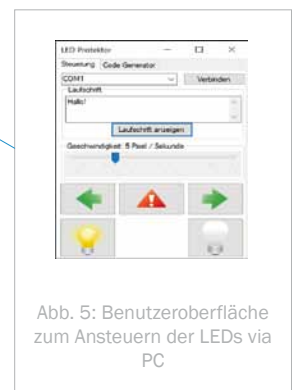 LED Protektor
Steuerung Code Generator
COM1 Verbinden
Laufschrift
Hallo!
Laufschrift anzeigen
Geschwindigkeit: 5 Pixel / Sekunde
Abb. 5: Benutzeroberfläche
zum Ansteuern der LEDs via
PC